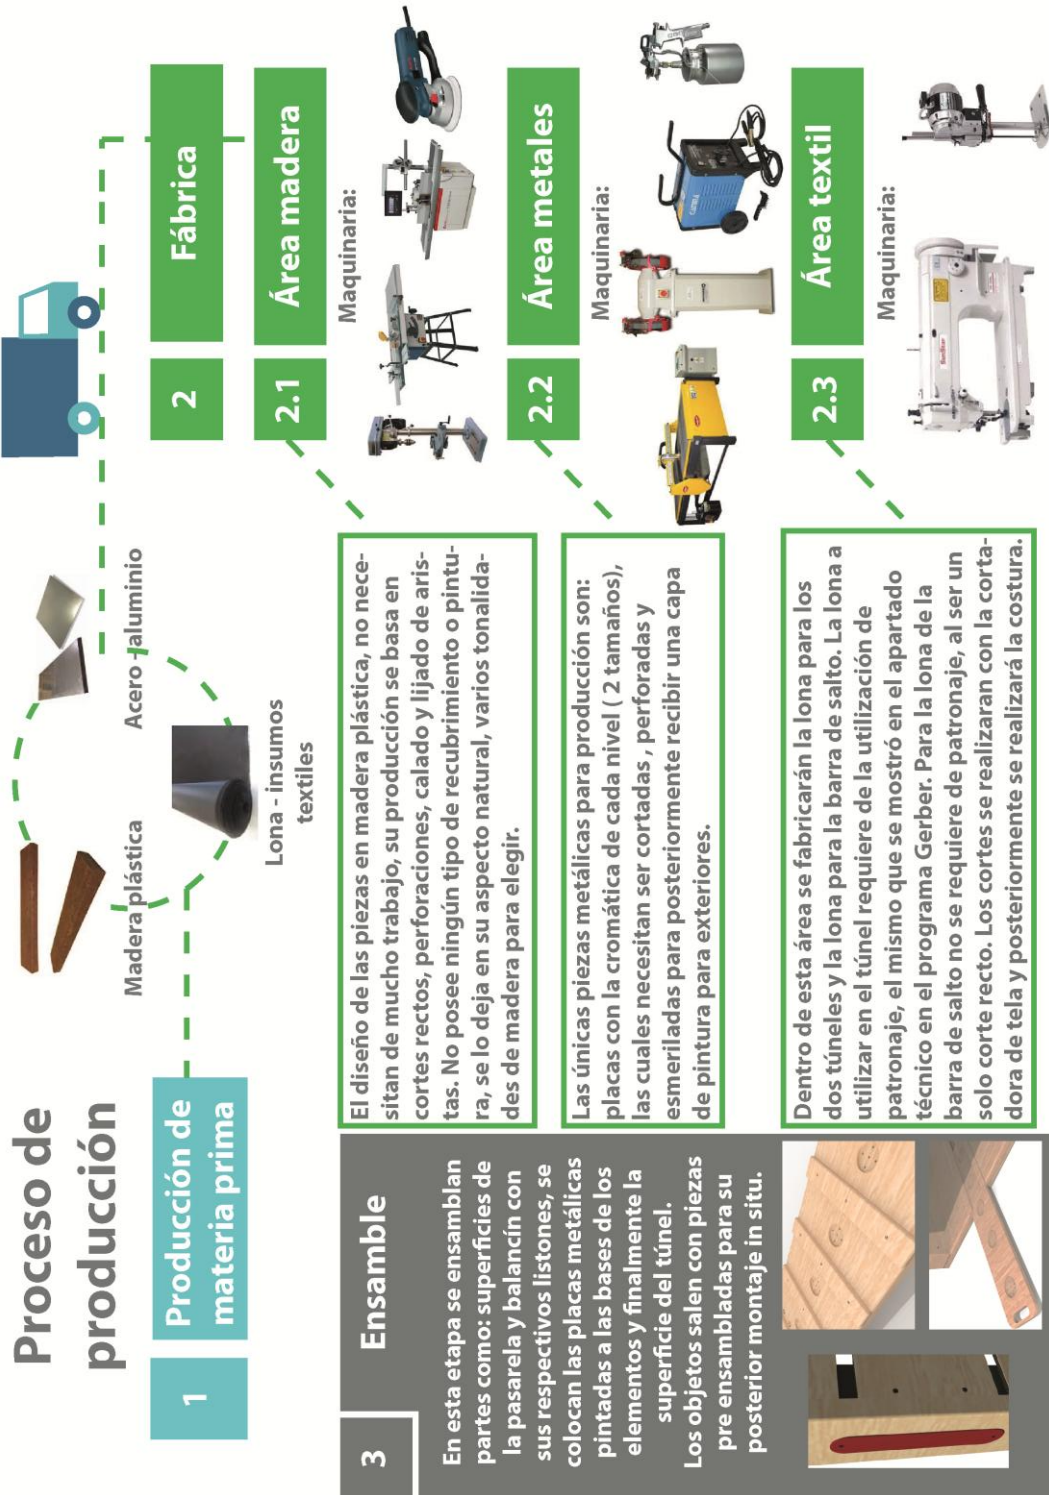 Proceso de
producción
1
Producción de
materia prima
Madera plástica
Acero -aluminio
Lona - insumos
textiles
2
Fábrica
2.1
Área madera
Maquinaria:
El diseño de las piezas en madera plástica, no nece-
sitan de mucho trabajo, su producción se basa en
cortes rectos, perforaciones, calado y lijado de aris-
tas. No posee ningún tipo de recubrimiento o pintu-
ra, se lo deja en su aspecto natural, varios tonalida-
des de madera para elegir.
2.2
Área metales
Maquinaria:
Las únicas piezas metálicas para producción son:
placas con la cromática de cada nivel ( 2 tamaños),
las cuales necesitan ser cortadas , perforadas y
esmeriladas para posteriormente recibir una capa
de pintura para exteriores.
2.3
Área textil
Maquinaria:
SunStar
Dentro de esta área se fabricarán la lona para los
dos túneles y la lona para la barra de salto. La lona a
utilizar en el túnel requiere de la utilización de
patronaje, el mismo que se mostró en el apartado
técnico en el programa Gerber. Para la lona de la
barra de salto no se requiere de patronaje, al ser un
solo corte recto. Los cortes se realizaran con la corta-
dora de tela y posteriormente se realizará la costura.
3
Ensamble
En esta etapa se ensamblan
partes como: superficies de
la pasarela y balancín con
sus respectivos listones, se
colocan las placas metálicas
pintadas a las bases de los
elementos y finalmente la
superficie del túnel.
Los objetos salen con piezas
pre ensambladas para su
posterior montaje in situ.